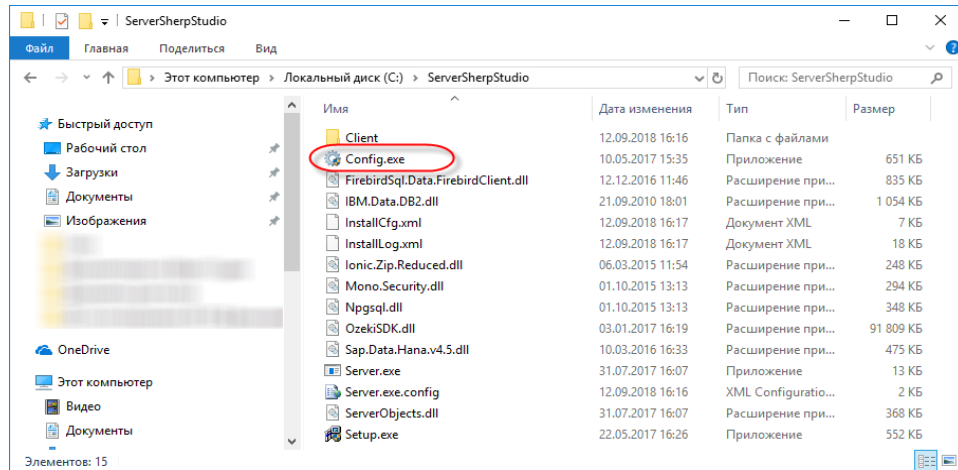 ServerSherpStudio
Файл Главная Поделиться Вид
Этот компьютер › Локальный диск (C:) › ServerSherpStudio Поиск: ServerSherpStudio
Имя Дата изменения Тип Размер
Быстрый доступ
Рабочий стол
Загрузки
Документы
Изображения
OneDrive
Этот компьютер
Видео
Документы
Client 12.09.2018 16:16 Папка с файлами
Config.exe 10.05.2017 15:35 Приложение 651 КБ
FirebirdSql.Data.FirebirdClient.dll 12.12.2016 11:46 Расширение при... 835 КБ
IBM.Data.DB2.dll 21.09.2010 18:01 Расширение при... 1 054 КБ
InstallCfg.xml 12.09.2018 16:17 Документ XML 7 КБ
InstallLog.xml 12.09.2018 16:17 Документ XML 18 КБ
Ionic.Zip.Reduced.dll 06.03.2015 11:54 Расширение при... 248 КБ
Mono.Security.dll 01.10.2015 13:13 Расширение при... 294 КБ
Npgsql.dll 01.10.2015 13:13 Расширение при... 348 КБ
OzekiSDK.dll 03.01.2017 16:19 Расширение при... 91 809 КБ
Sap.Data.Hana.v4.5.dll 10.03.2016 16:33 Расширение при... 475 КБ
Server.exe 31.07.2017 16:07 Приложение 13 КБ
Server.exe.config 12.09.2018 16:16 XML Configuratio... 2 КБ
ServerObjects.dll 31.07.2017 16:07 Расширение при... 368 КБ
Setup.exe 22.05.2017 16:26 Приложение 552 КБ
Элементов: 15